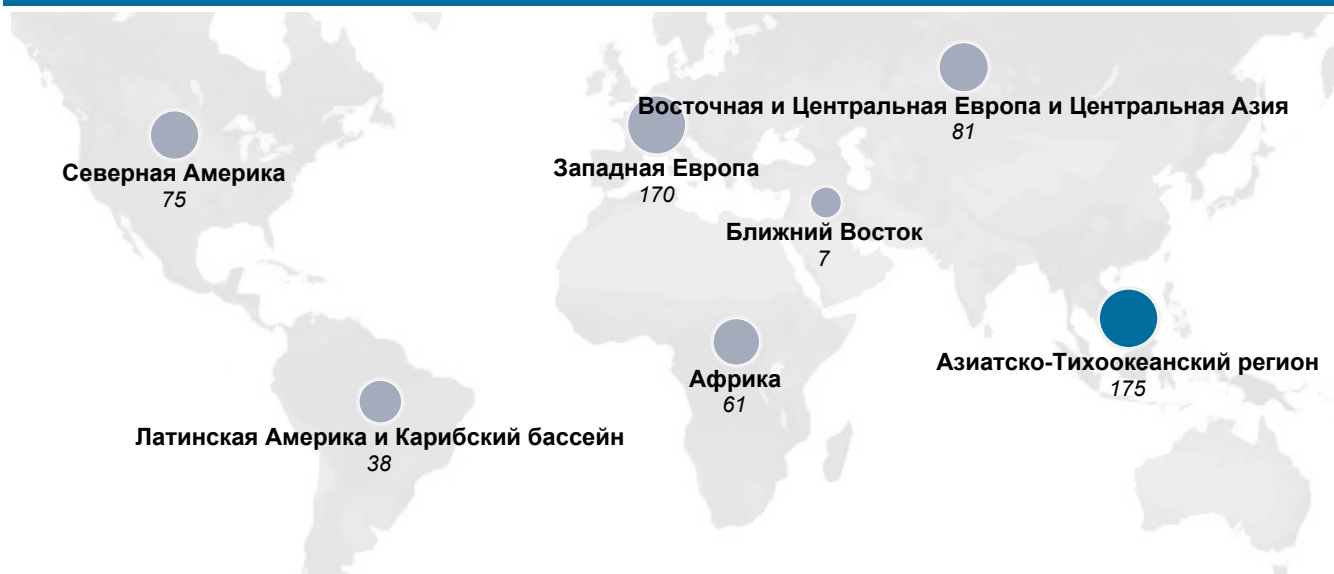 Восточная и Центральная Европа и Центральная Азия
81
Северная Америка
75
Западная Европа
170
Ближний Восток
7
Азиатско-Тихоокеанский регион
175
Африка
61
Латинская Америка и Карибский бассейн
38